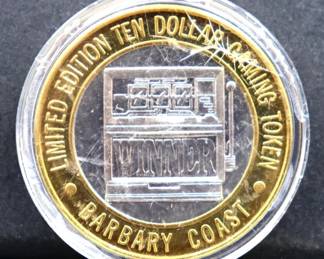 LIMITED EDITION TEN DOLLAR GAMING TOKEN
777
WINNER
• BARBARY COAST •